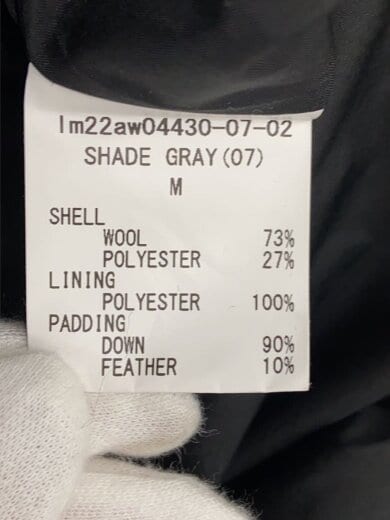 lm22aw04430-07-02
SHADE GRAY(07)
M
SHELL
WOOL 73%
POLYESTER 27%
LINING
POLYESTER 100%
PADDING
DOWN 90%
FEATHER 10%